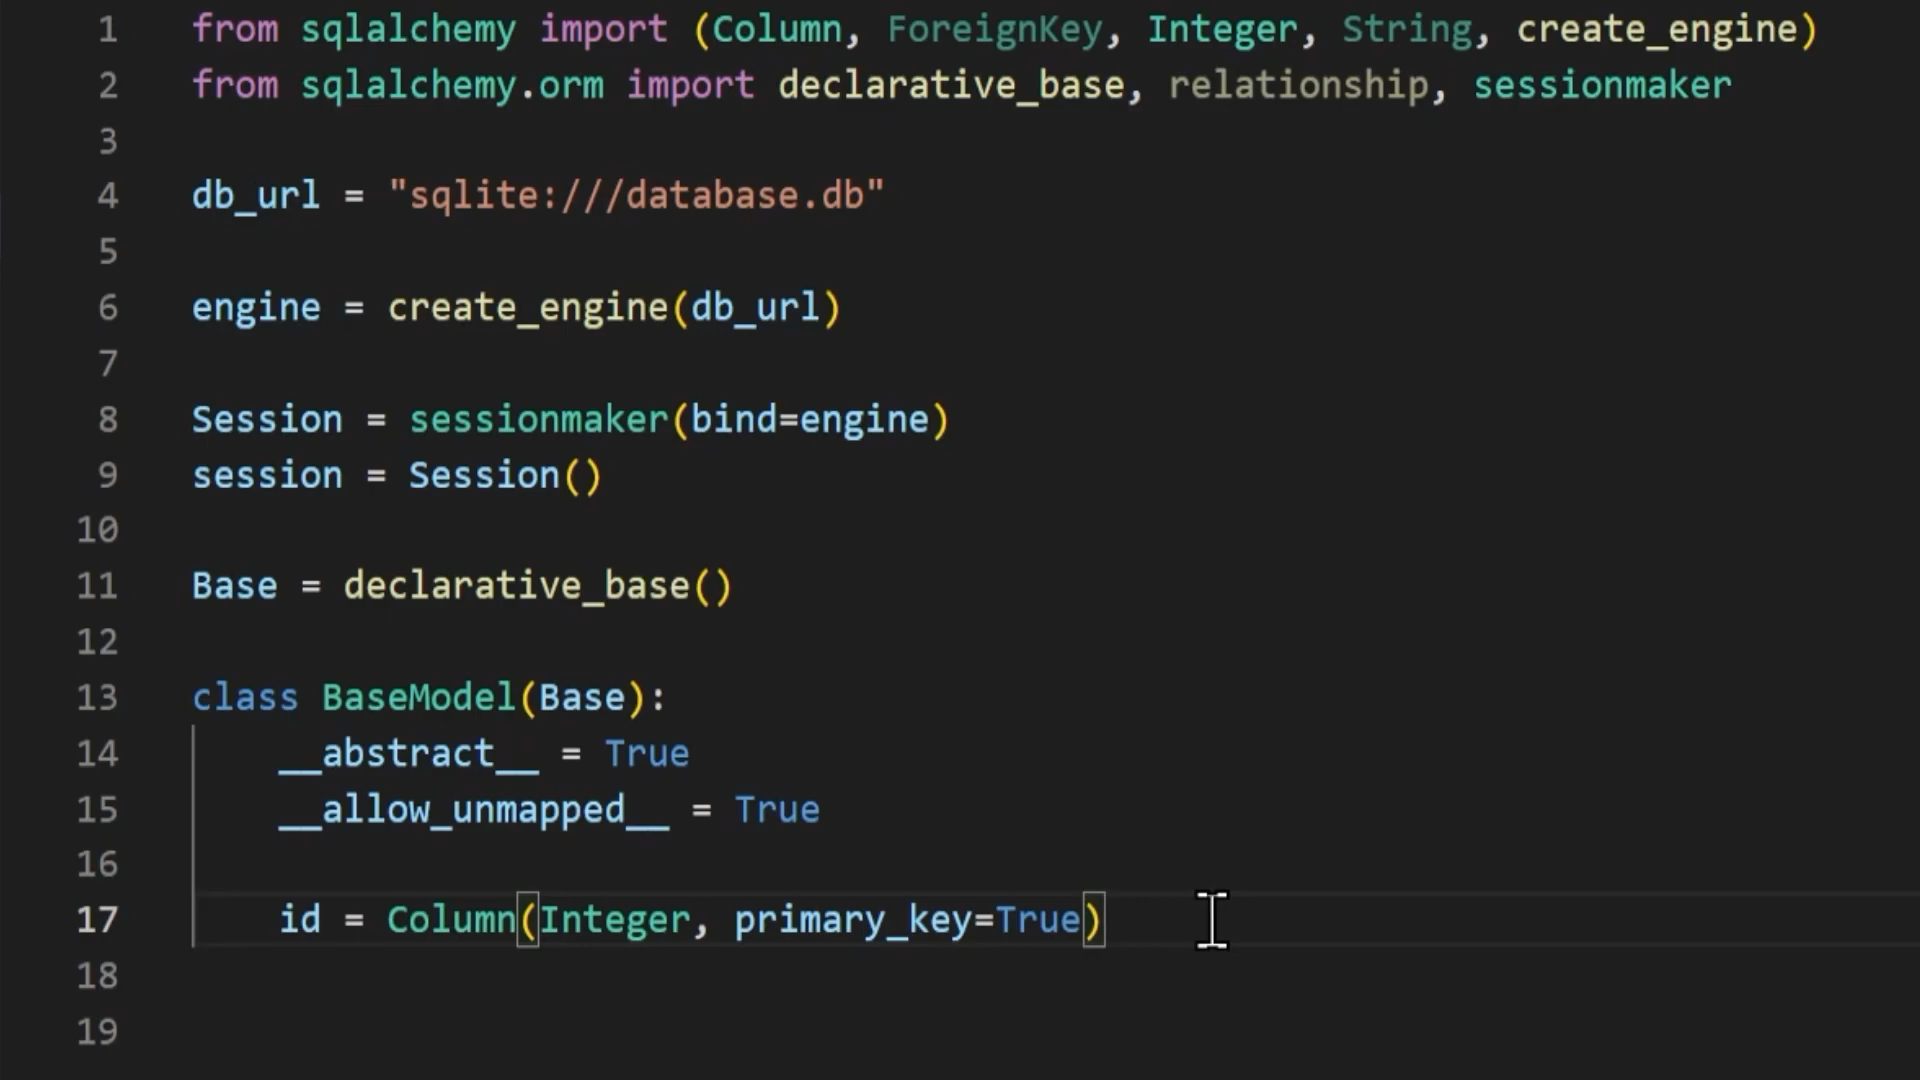 1 from sqlalchemy import (Column, ForeignKey, Integer, String, create_engine)
2 from sqlalchemy.orm import declarative_base, relationship, sessionmaker
3
4 db_url = "sqlite:///database.db"
5
6 engine = create_engine(db_url)
7
8 Session = sessionmaker(bind=engine)
9 session = Session()
10
11 Base = declarative_base()
12
13 class BaseModel(Base):
14     __abstract__ = True
15     __allow_unmapped__ = True
16
17     id = Column(Integer, primary_key=True)
18
19